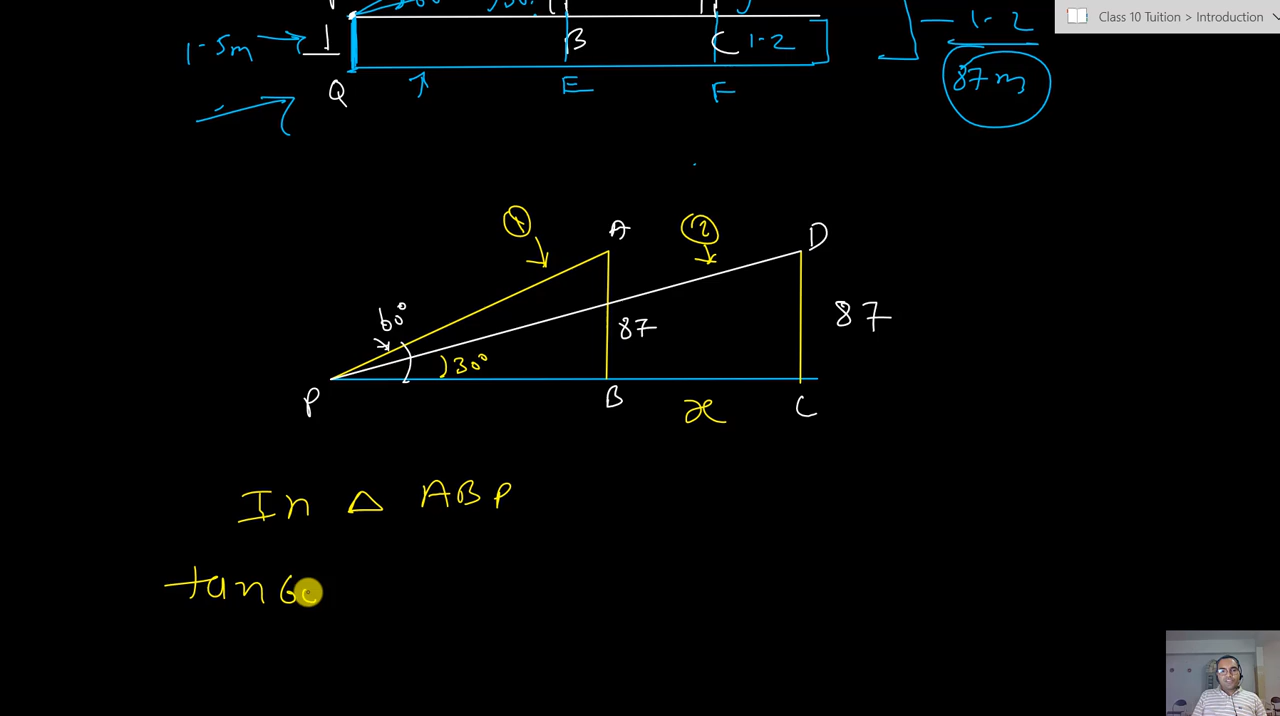 Class 10 Tuition > Introduction
1.5m
B
C 1.2
- 1.2
87m
Q
E
F
1
A
2
D
60°
30°
87
87
P
B
x
C
In △ ABP
tan 60